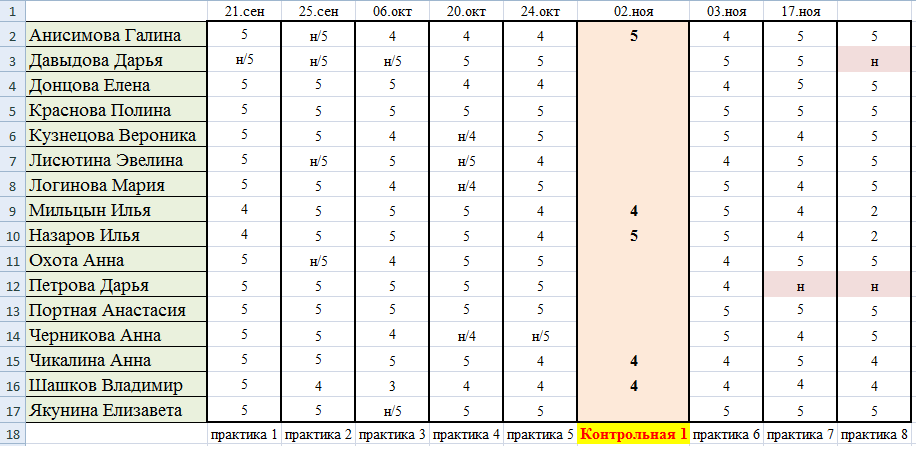 1 21.сен 25.сен 06.окт 20.окт 24.окт 02.ноя 03.ноя 17.ноя
2 Анисимова Галина 5 н/5 4 4 4 5 4 5 5
3 Давыдова Дарья н/5 н/5 н/5 5 5 5 5 н
4 Донцова Елена 5 5 5 4 4 4 5 5
5 Краснова Полина 5 5 5 5 5 5 5 5
6 Кузнецова Вероника 5 5 4 н/4 5 5 4 5
7 Лисютина Эвелина 5 н/5 5 н/5 4 4 5 5
8 Логинова Мария 5 5 4 н/4 5 5 4 5
9 Мильцын Илья 4 5 5 5 4 4 5 4 2
10 Назаров Илья 4 5 5 5 4 5 5 4 2
11 Охота Анна 5 н/5 4 5 5 4 5 5
12 Петрова Дарья 5 5 5 5 5 4 н н
13 Портная Анастасия 5 5 5 5 5 5 5 5
14 Черникова Анна 5 5 4 н/4 н/5 5 4 5
15 Чикалина Анна 5 5 5 5 4 4 4 5 4
16 Шашков Владимир 5 4 3 4 4 4 4 4 4
17 Якунина Елизавета 5 5 н/5 5 5 5 5 5
18 практика 1 практика 2 практика 3 практика 4 практика 5 Контрольная 1 практика 6 практика 7 практика 8